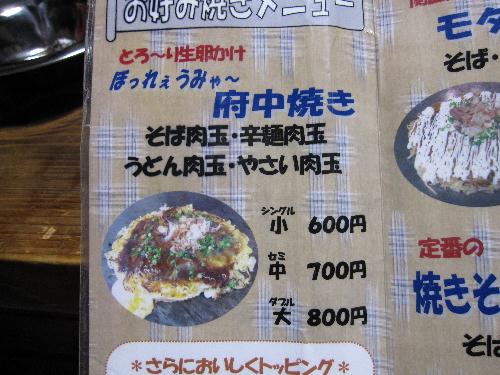 お好み焼きメニュー
とろ〜り生卵かけ
ぼっれぇうみゃ〜
府中焼き
そば肉玉・辛麺肉玉
うどん肉玉・やさい肉玉
シングル
小 600円
セミ
中 700円
ダブル
大 800円
＊さらにおいしくトッピング＊
モダ
そば・
定番の
焼きそ
そば